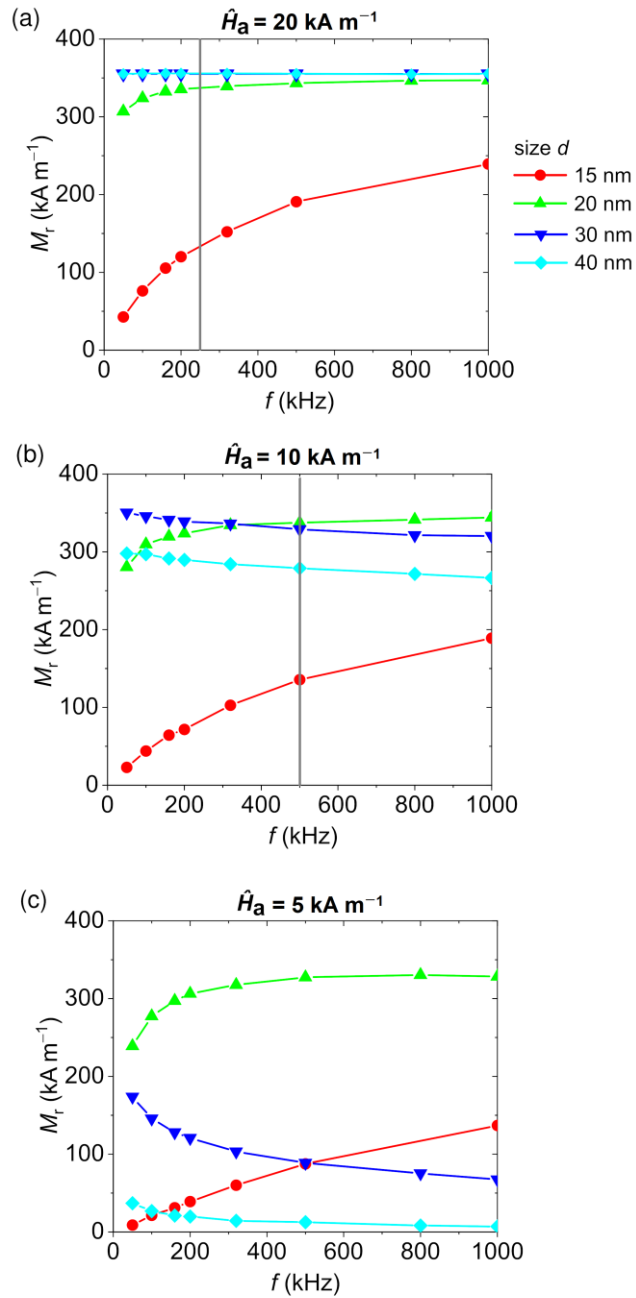 (a)
Ĥa = 20 kA m⁻¹
400
300
200
100
0
Mr (kA m⁻¹)
0 200 400 600 800 1000
f (kHz)
size d
15 nm
20 nm
30 nm
40 nm
(b)
Ĥa = 10 kA m⁻¹
400
300
200
100
0
Mr (kA m⁻¹)
0 200 400 600 800 1000
f (kHz)
(c)
Ĥa = 5 kA m⁻¹
400
300
200
100
0
Mr (kA m⁻¹)
0 200 400 600 800 1000
f (kHz)